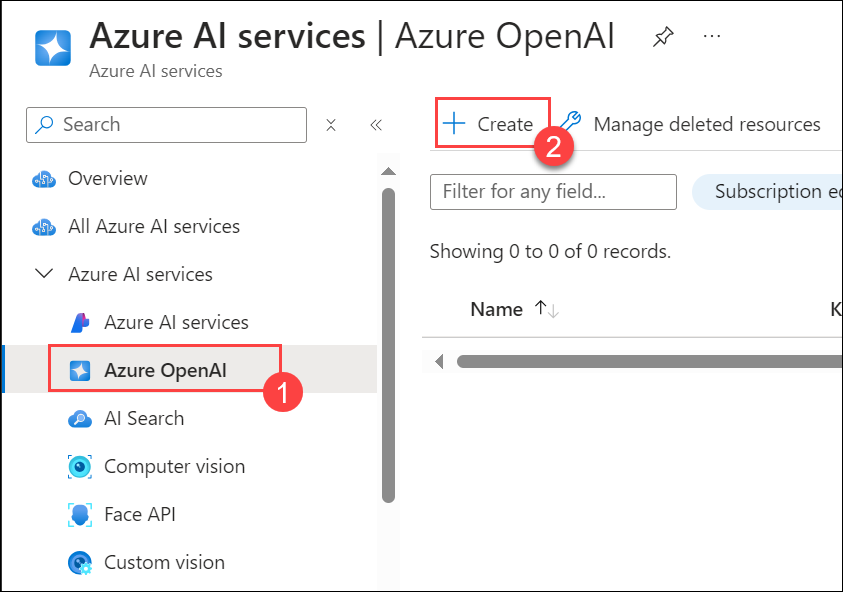 Azure AI services | Azure OpenAI
Azure AI services
Search
Overview
All Azure AI services
Azure AI services
Azure AI services
Azure OpenAI
1
AI Search
Computer vision
Face API
Custom vision
Create
2
Manage deleted resources
Filter for any field...
Subscription
Showing 0 to 0 of 0 records.
Name